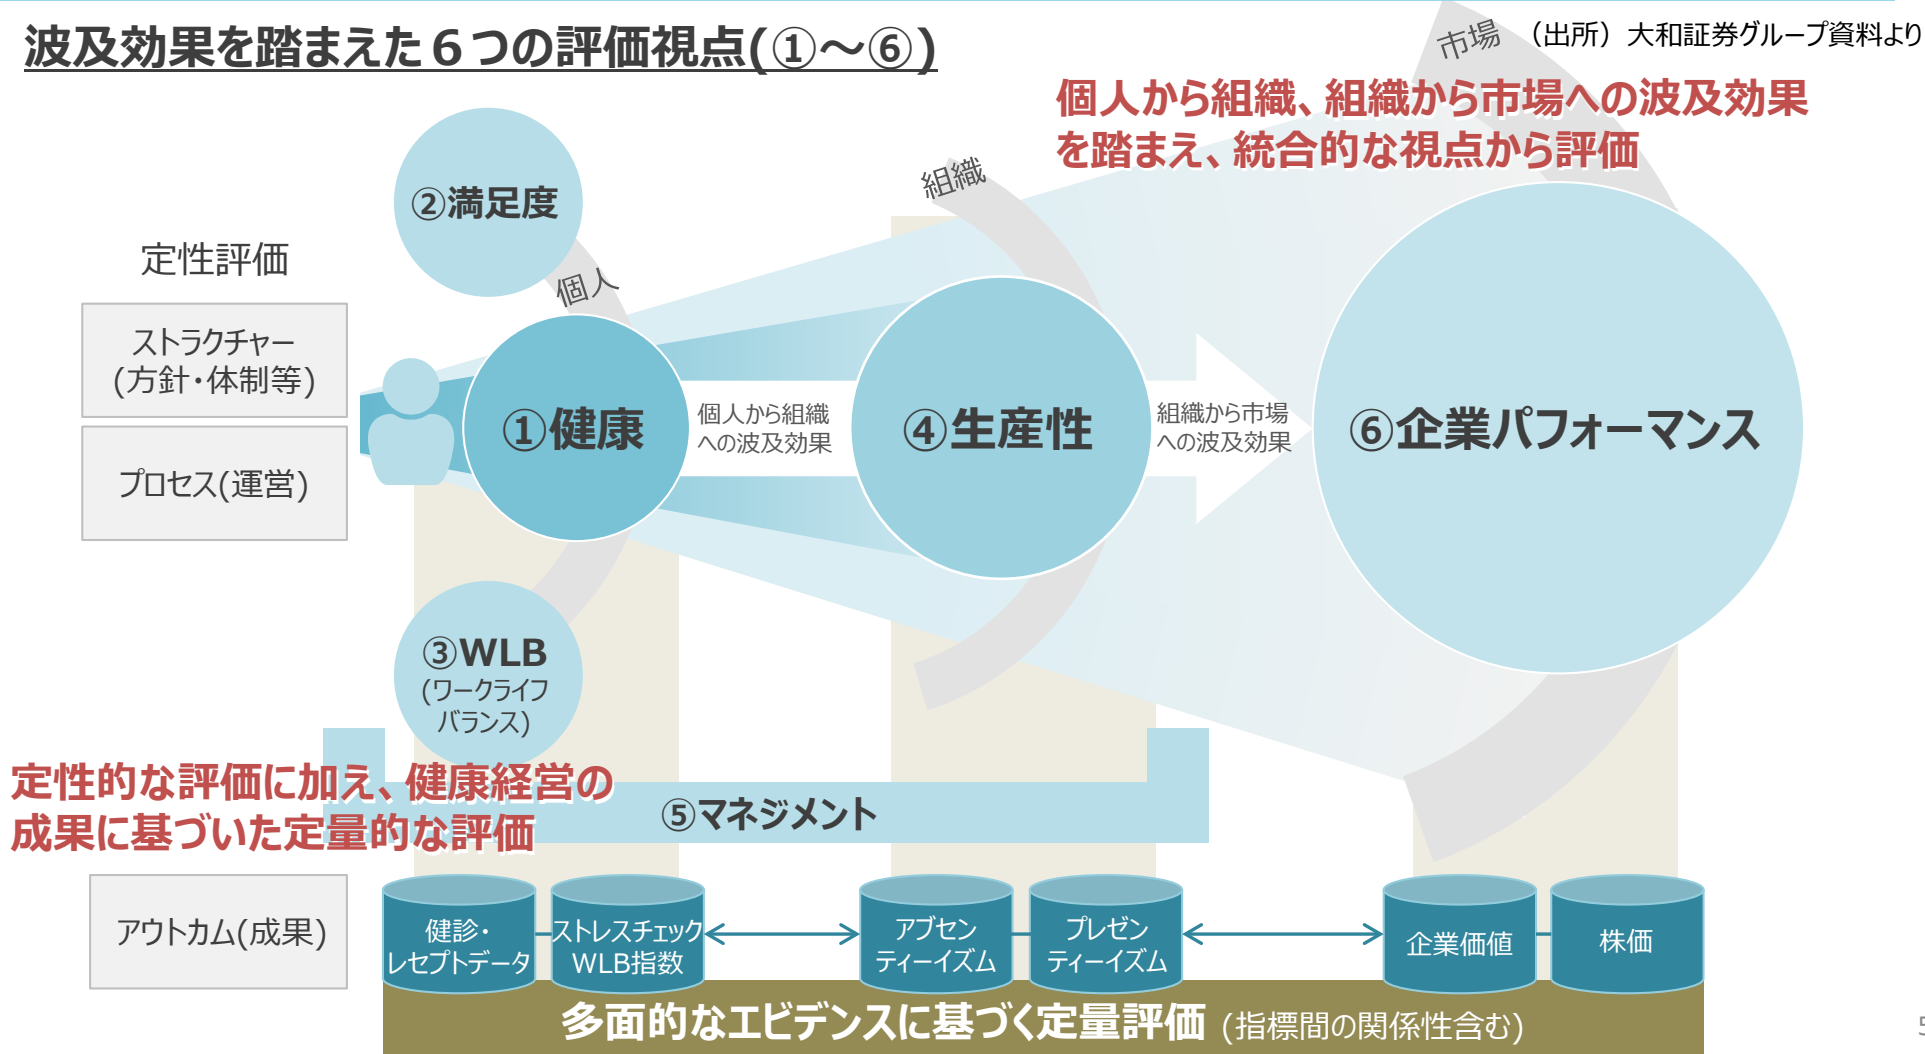 波及効果を踏まえた６つの評価視点(①～⑥)
（出所）大和証券グループ資料より
市場
個人から組織、組織から市場への波及効果
を踏まえ、統合的な視点から評価
組織
②満足度
個人
定性評価
ストラクチャー
(方針・体制等)
プロセス(運営)
①健康
個人から組織
への波及効果
④生産性
組織から市場
への波及効果
⑥企業パフォーマンス
③WLB
(ワークライフ
バランス)
定性的な評価に加え、健康経営の
成果に基づいた定量的な評価
⑤マネジメント
アウトカム(成果)
健診・
レセプトデータ
ストレスチェック
WLB指数
アブセン
ティーイズム
プレゼン
ティーイズム
企業価値
株価
多面的なエビデンスに基づく定量評価 (指標間の関係性含む)